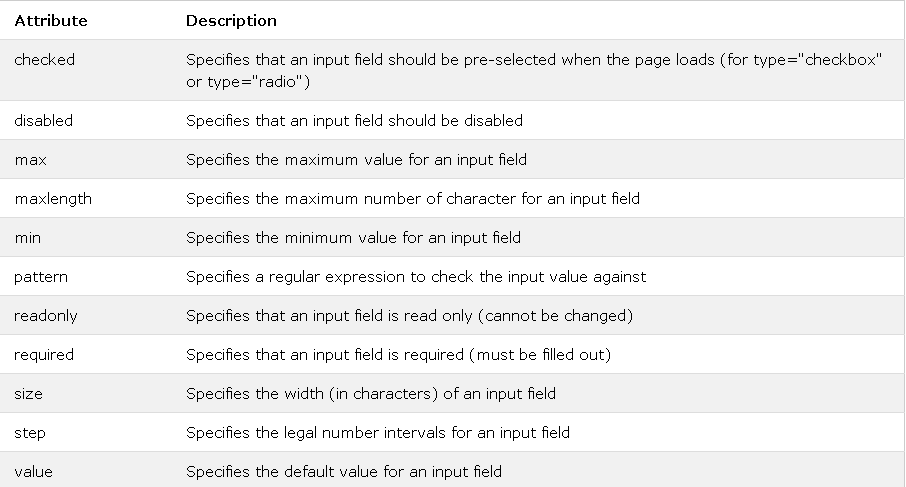 Attribute Description
checked Specifies that an input field should be pre-selected when the page loads (for type="checkbox"
or type="radio")
disabled Specifies that an input field should be disabled
max Specifies the maximum value for an input field
maxlength Specifies the maximum number of character for an input field
min Specifies the minimum value for an input field
pattern Specifies a regular expression to check the input value against
readonly Specifies that an input field is read only (cannot be changed)
required Specifies that an input field is required (must be filled out)
size Specifies the width (in characters) of an input field
step Specifies the legal number intervals for an input field
value Specifies the default value for an input field